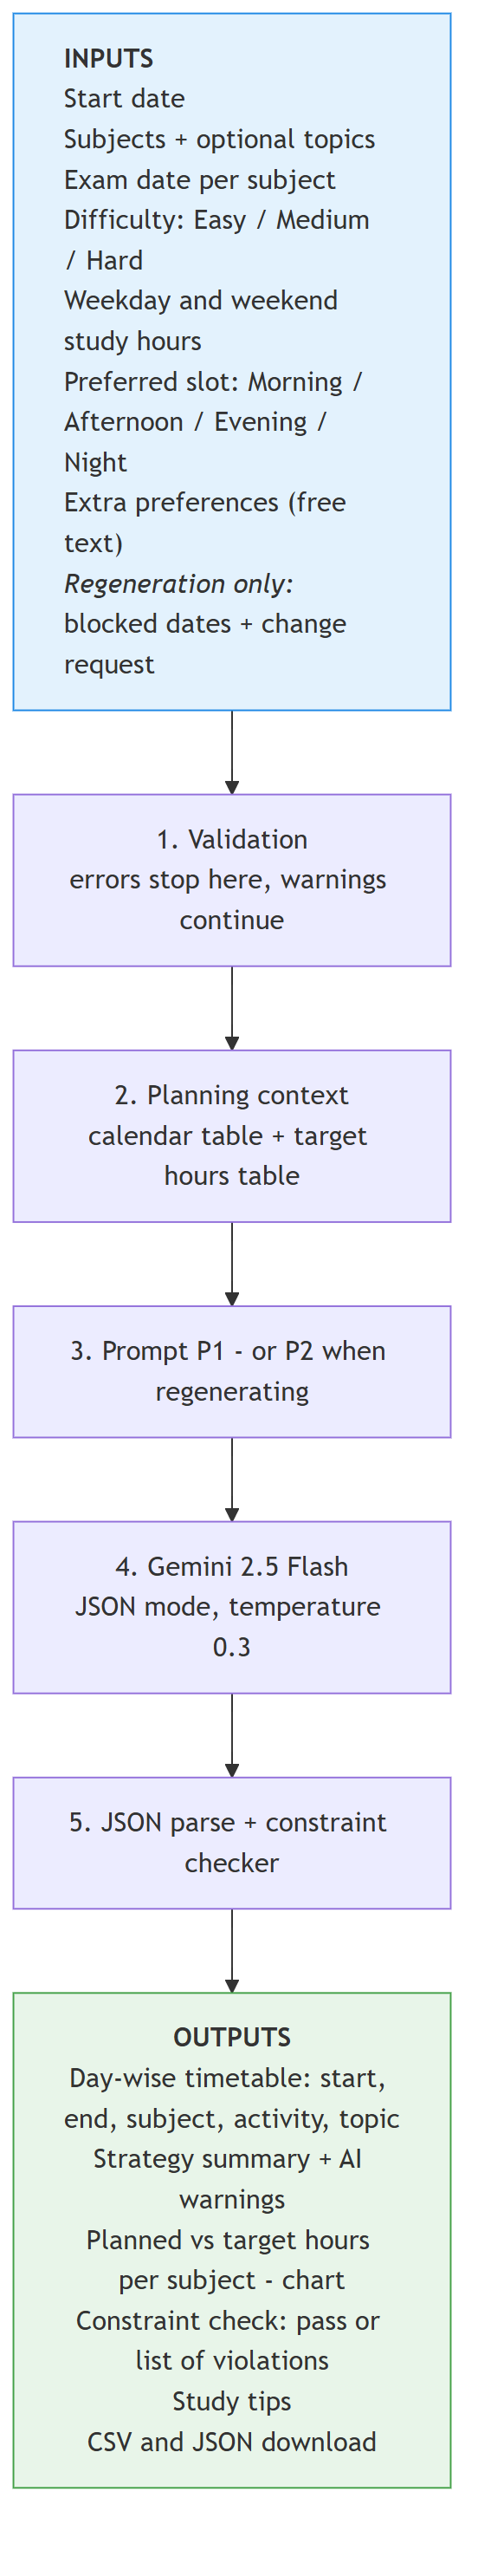 INPUTS
Start date
Subjects + optional topics
Exam date per subject
Difficulty: Easy / Medium
/ Hard
Weekday and weekend
study hours
Preferred slot: Morning /
Afternoon / Evening /
Night
Extra preferences (free
text)
Regeneration only:
blocked dates + change
request
1. Validation
errors stop here, warnings
continue
2. Planning context
calendar table + target
hours table
3. Prompt P1 - or P2 when
regenerating
4. Gemini 2.5 Flash
JSON mode, temperature
0.3
5. JSON parse + constraint
checker
OUTPUTS
Day-wise timetable: start,
end, subject, activity, topic
Strategy summary + AI
warnings
Planned vs target hours
per subject - chart
Constraint check: pass or
list of violations
Study tips
CSV and JSON download